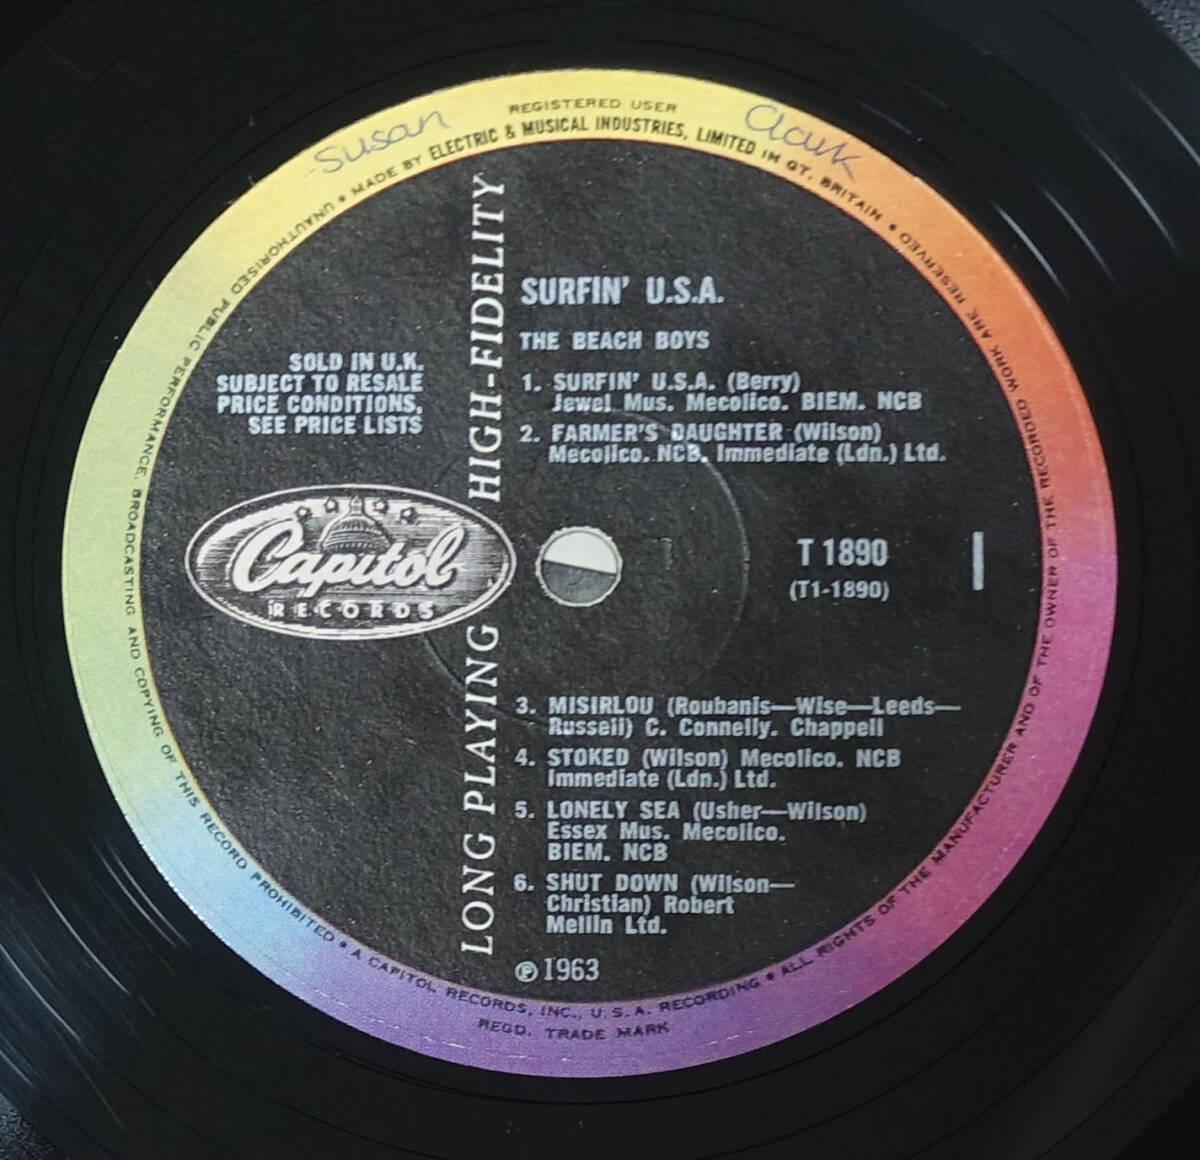 Susan Clark
REGISTERED USER
MADE BY ELECTRIC & MUSICAL INDUSTRIES, LIMITED IN GT. BRITAIN • ALL RIGHTS OF THE MANUFACTURER AND OF THE OWNER OF THE RECORDED WORK ARE RESERVED •
UNAUTHORISED PUBLIC PERFORMANCE, BROADCASTING AND COPYING OF THIS RECORD PROHIBITED • A CAPITOL RECORDS, INC., U.S.A. RECORDING •
REGD. TRADE MARK
LONG PLAYING HIGH-FIDELITY
SOLD IN U.K.
SUBJECT TO RESALE
PRICE CONDITIONS,
SEE PRICE LISTS
Capitol
RECORDS
SURFIN' U.S.A.
THE BEACH BOYS
1. SURFIN' U.S.A. (Berry)
Jewel Mus. Mecolico. BIEM. NCB
2. FARMER'S DAUGHTER (Wilson)
Mecolico. NCB. Immediate (Ldn.) Ltd.
T 1890
(T1-1890)
1
3. MISIRLOU (Roubanis—Wise—Leeds—
Russell) C. Connelly. Chappell
4. STOKED (Wilson) Mecolico. NCB
Immediate (Ldn.) Ltd.
5. LONELY SEA (Usher—Wilson)
Essex Mus. Mecolico.
BIEM. NCB
6. SHUT DOWN (Wilson—
Christian) Robert
Mellin Ltd.
℗1963